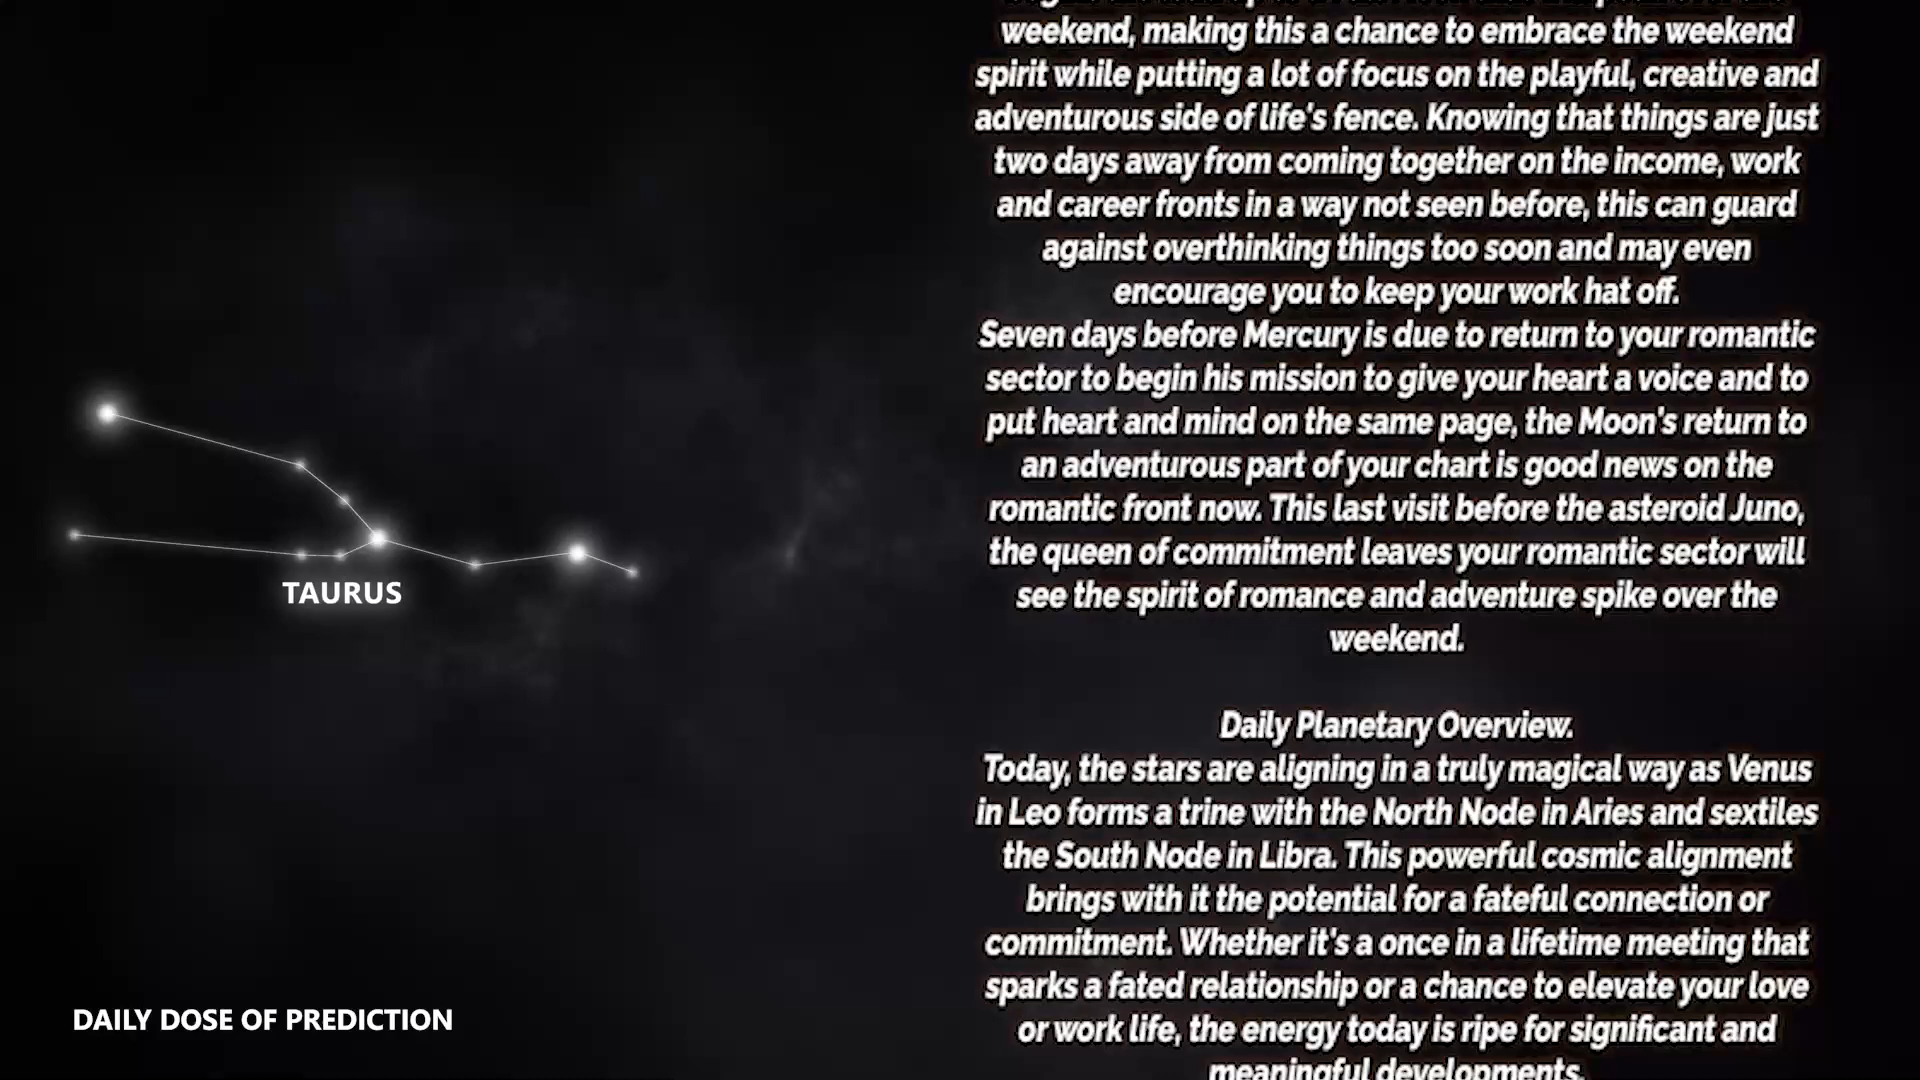 weekend, making this a chance to embrace the weekend
spirit while putting a lot of focus on the playful, creative and
adventurous side of life's fence. Knowing that things are just
two days away from coming together on the income, work
and career fronts in a way not seen before, this can guard
against overthinking things too soon and may even
encourage you to keep your work hat off.
Seven days before Mercury is due to return to your romantic
sector to begin his mission to give your heart a voice and to
put heart and mind on the same page, the Moon's return to
an adventurous part of your chart is good news on the
romantic front now. This last visit before the asteroid Juno,
the queen of commitment leaves your romantic sector will
see the spirit of romance and adventure spike over the
weekend.
Daily Planetary Overview.
Today, the stars are aligning in a truly magical way as Venus
in Leo forms a trine with the North Node in Aries and sextiles
the South Node in Libra. This powerful cosmic alignment
brings with it the potential for a fateful connection or
commitment. Whether it's a once in a lifetime meeting that
sparks a fated relationship or a chance to elevate your love
or work life, the energy today is ripe for significant and
meaningful developments.
TAURUS
DAILY DOSE OF PREDICTION